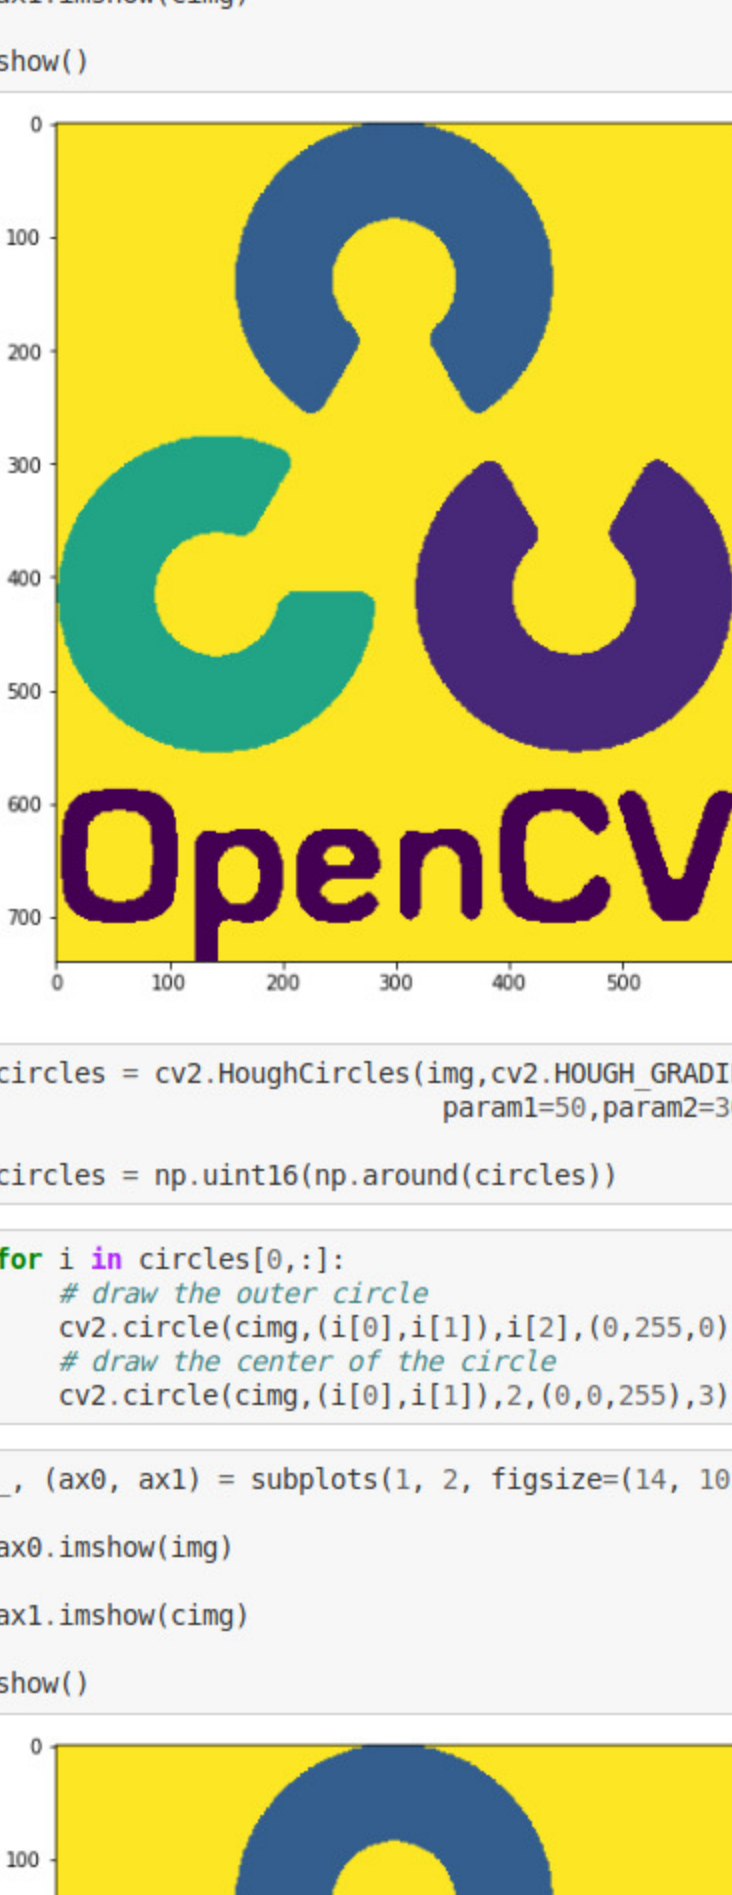 show()
0
100
200
300
400
500
600
700
OpenCV
0 100 200 300 400 500
circles = cv2.HoughCircles(img,cv2.HOUGH_GRADI
param1=50,param2=3
circles = np.uint16(np.around(circles))
for i in circles[0,:]:
# draw the outer circle
cv2.circle(cimg,(i[0],i[1]),i[2],(0,255,0)
# draw the center of the circle
cv2.circle(cimg,(i[0],i[1]),2,(0,0,255),3)
_, (ax0, ax1) = subplots(1, 2, figsize=(14, 10
ax0.imshow(img)
ax1.imshow(cimg)
show()
0
100